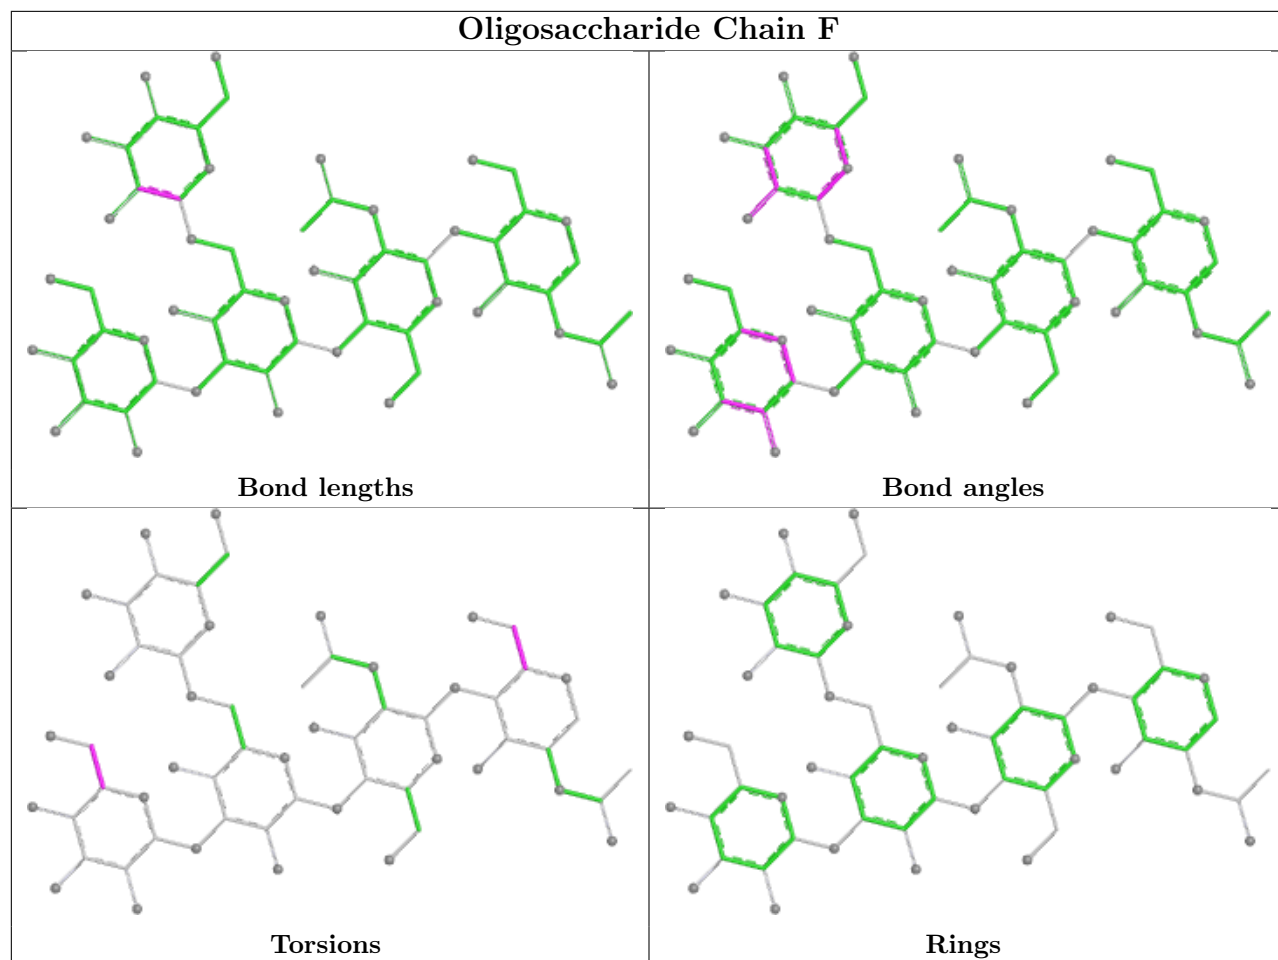 Oligosaccharide Chain F
Bond lengths
Bond angles
Torsions
Rings